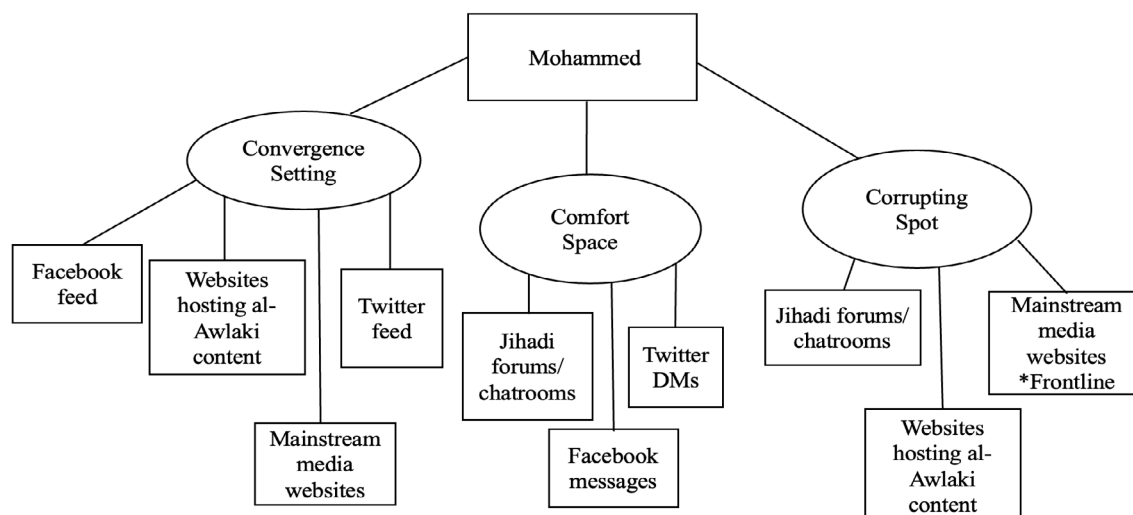 Mohammed
Convergence
Setting
Facebook
feed
Websites
hosting al-
Awlaki
content
Mainstream
media
websites
Twitter
feed
Comfort
Space
Jihadi
forums/
chatrooms
Facebook
messages
Twitter
DMs
Corrupting
Spot
Jihadi forums/
chatrooms
Websites
hosting al-
Awlaki
content
Mainstream
media
websites
*Frontline